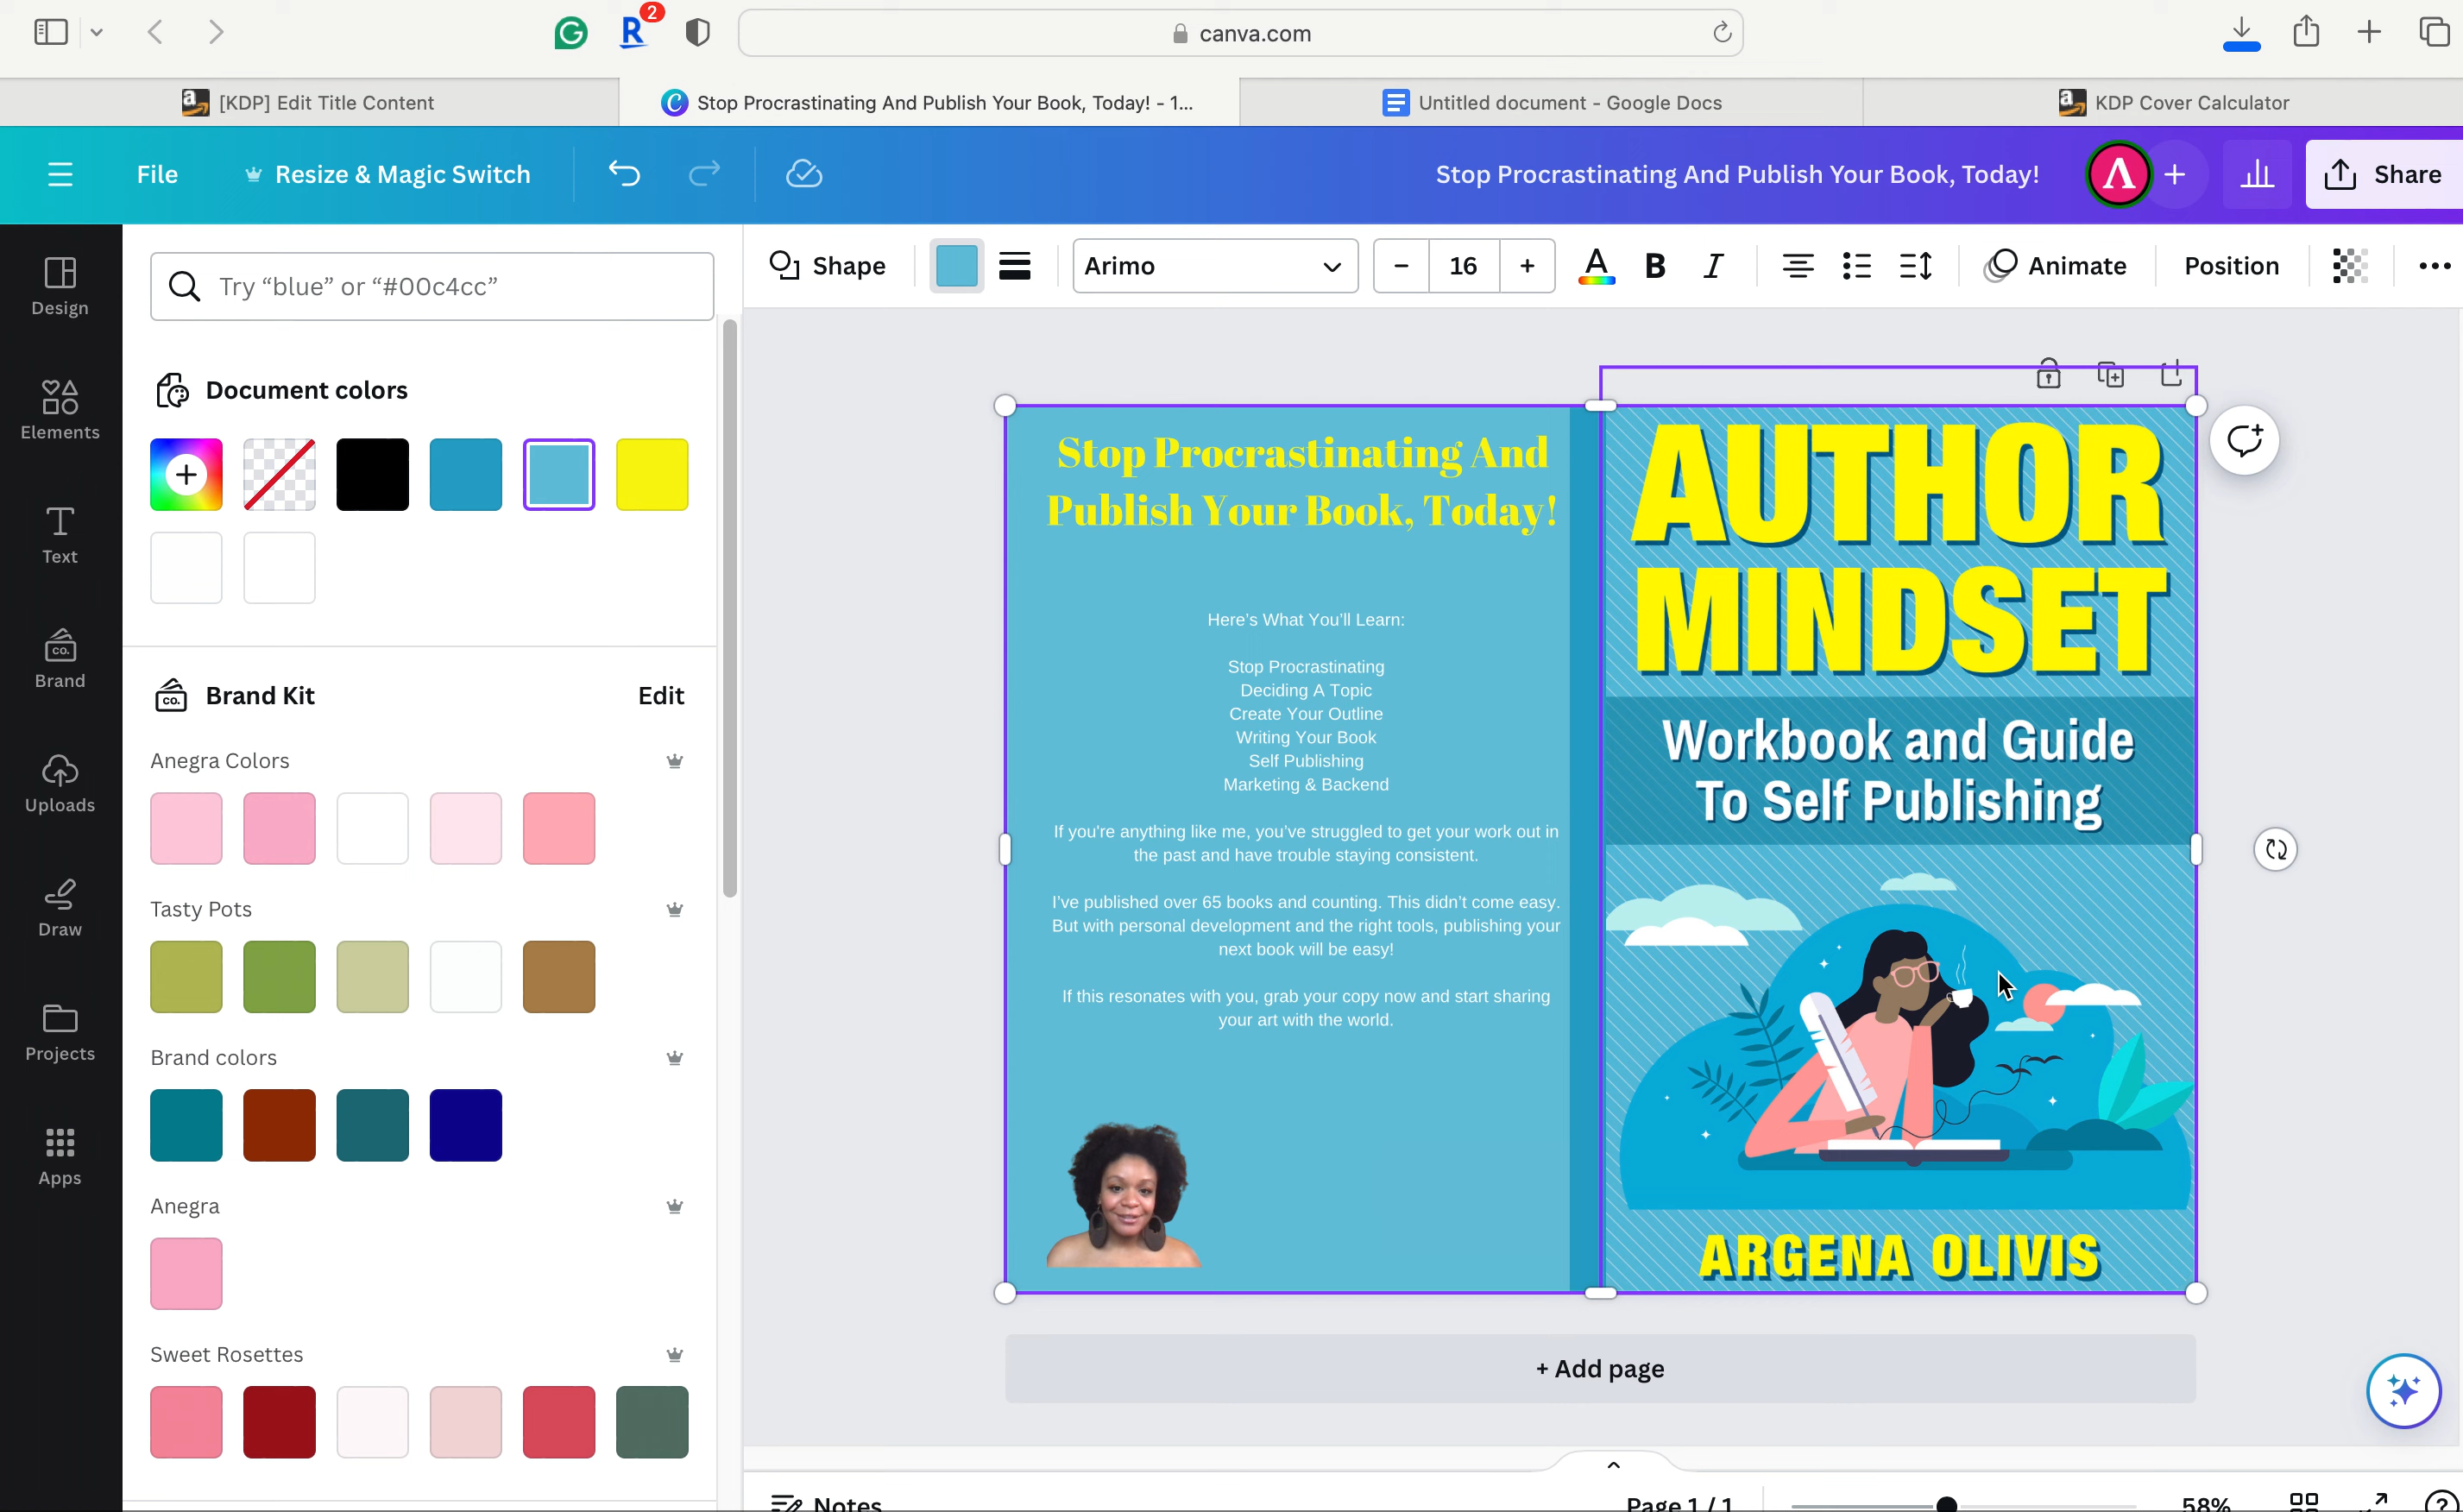 2
canva.com
[KDP] Edit Title Content
Stop Procrastinating And Publish Your Book, Today! - 1...
Untitled document - Google Docs
KDP Cover Calculator
File
Resize & Magic Switch
Stop Procrastinating And Publish Your Book, Today!
Share
Design
Elements
Text
Brand
Uploads
Draw
Projects
Apps
Try “blue” or “#00c4cc”
Document colors
Brand Kit
Edit
Anegra Colors
Tasty Pots
Brand colors
Anegra
Sweet Rosettes
Shape
Arimo
16
Animate
Position
Stop Procrastinating And
Publish Your Book, Today!
Here's What You'll Learn:
Stop Procrastinating
Deciding A Topic
Create Your Outline
Writing Your Book
Self Publishing
Marketing & Backend
If you're anything like me, you've struggled to get your work out in
the past and have trouble staying consistent.
I've published over 65 books and counting. This didn't come easy.
But with personal development and the right tools, publishing your
next book will be easy!
If this resonates with you, grab your copy now and start sharing
your art with the world.
AUTHOR
MINDSET
Workbook and Guide
To Self Publishing
ARGENA OLIVIS
+ Add page
Notes
Page 1 / 1
58%